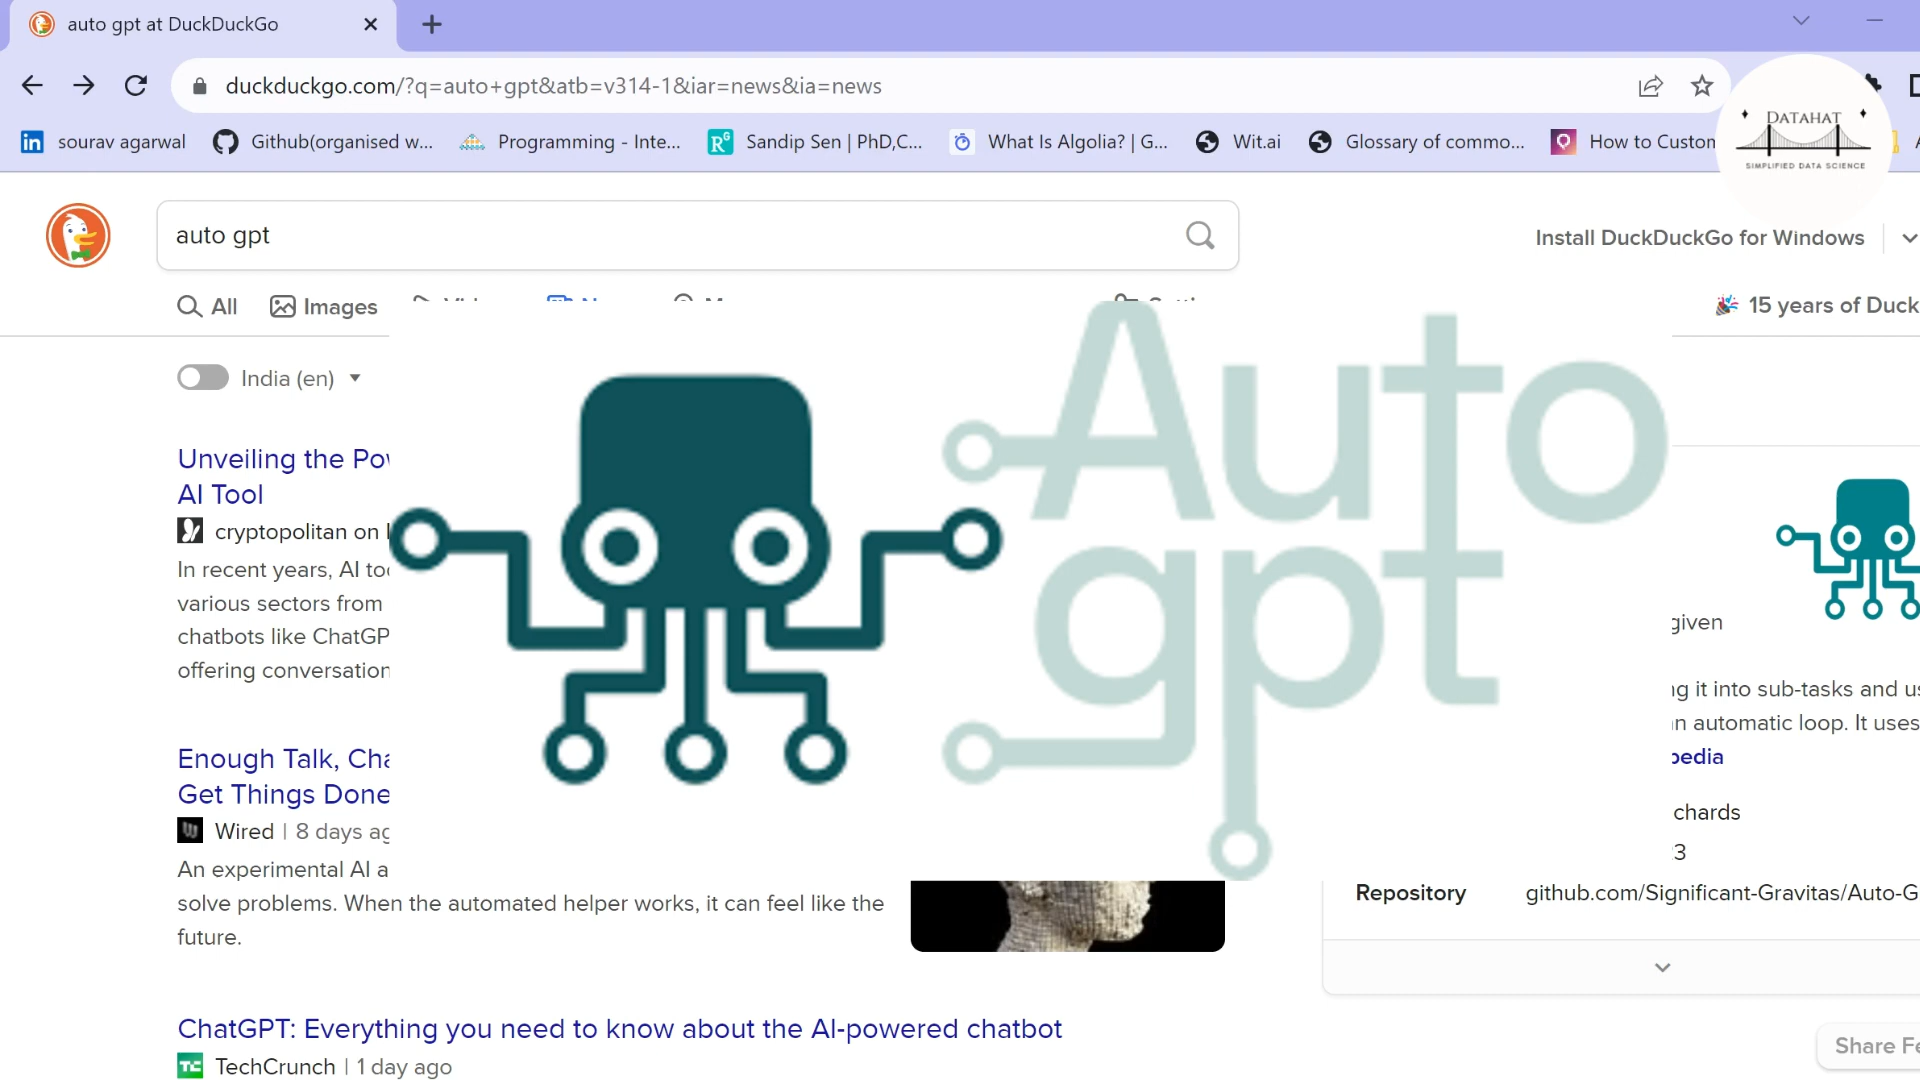 auto gpt at DuckDuckGo
duckduckgo.com/?q=auto+gpt&atb=v314-1&iar=news&ia=news
sourav agarwal
Github(organised w...
Programming - Inte...
Sandip Sen | PhD,C...
What Is Algolia? | G...
Wit.ai
Glossary of commo...
How to Custom
DATAHAT
SIMPLIFIED DATA SCIENCE
auto gpt
Install DuckDuckGo for Windows
All
Images
15 years of Duck
India (en)
Auto
gpt
Unveiling the Pow
AI Tool
cryptopolitan on
In recent years, AI too
various sectors from
chatbots like ChatGP
offering conversation
given
ng it into sub-tasks and us
an automatic loop. It uses
pedia
chards
3
Enough Talk, Cha
Get Things Done
Wired | 8 days ag
An experimental AI a
solve problems. When the automated helper works, it can feel like the
future.
Repository github.com/Significant-Gravitas/Auto-G
ChatGPT: Everything you need to know about the AI-powered chatbot
TechCrunch | 1 day ago
Share Fe